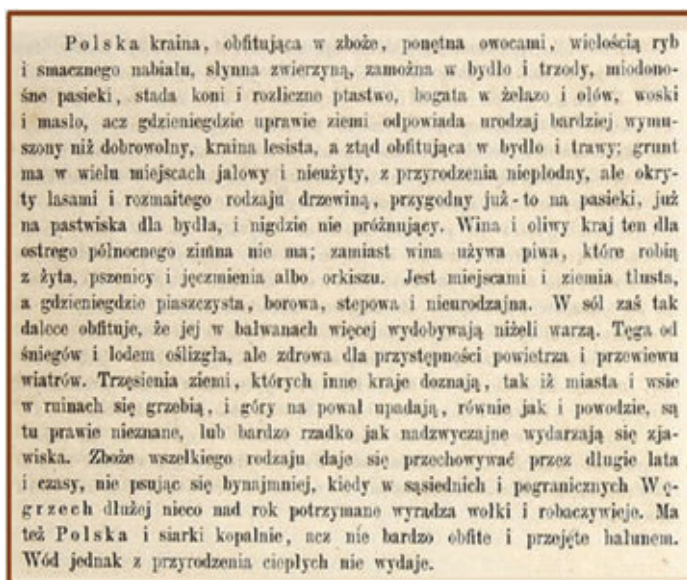 Polska kraina, obfitująca w zboże, ponętna owocami, wielością ryb
i smacznego nabiału, słynna zwierzyną, zamożna w bydło i trzody, miodono-
śne pasieki, stada koni i rozliczne ptastwo, bogata w żelazo i ołów, woski
i masło, acz gdzieniegdzie uprawie ziemi odpowiada urodzaj bardziej wymu-
szony niż dobrowolny, kraina lesista, a ztąd obfitująca w bydło i trawy; grunt
ma w wielu miejscach jałowy i nieużyty, z przyrodzenia niepłodny, ale okry-
ty lasami i rozmaitego rodzaju drzewiną, przygodny już-to na pasieki, już
na pastwiska dla bydła, i nigdzie nie próżnujący. Wina i oliwy kraj ten dla
ostrego północnego zimna nie ma; zamiast wina używa piwa, które robią
z żyta, pszenicy i jęczmienia albo orkiszu. Jest miejscami i ziemia tłusta,
a gdzieniegdzie piaszczysta, borowa, stepowa i nieurodzajna. W sól zaś tak
dalece obfituje, że jej w bałwanach więcej wydobywają niżeli warzą. Tęga od
śniegów i lodem oślizgła, ale zdrowa dla przystępności powietrza i przewiewu
wiatrów. Trzęsienia ziemi, których inne kraje doznają, tak iż miasta i wsie
w ruinach się grzebią, i góry na pował upadają, równie jak i powodzie, są
tu prawie nieznane, lub bardzo rzadko jak nadzwyczajne wydarzają się zja-
wiska. Zboże wszelkiego rodzaju daje się przechowywać przez długie lata
i czasy, nie psując się bynajmniej, kiedy w sąsiednich i pogranicznych Wę-
grzech dłużej nieco nad rok potrzymane wyradza wołki i robaczywieje. Ma
też Polska i siarki kopalnie, acz nie bardzo obfite i przejęte hałunem.
Wód jednak z przyrodzenia ciepłych nie wydaje.